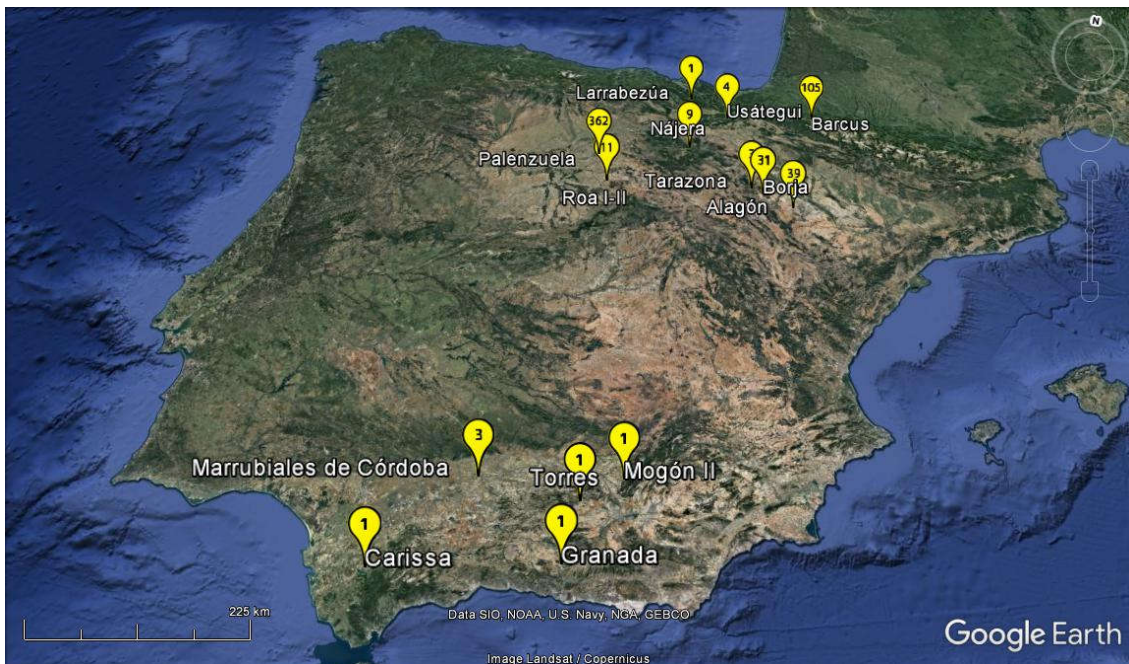 N
1
4
105
Larrabezúa
Usátegui
9
Barcus
362
Nájera
11
Palenzuela
31
Tarazona
39
Borja
Roa I-II
Alagón
3
1
1
Marrubiales de Córdoba
Torres
Mogón II
1
1
Carissa
Granada
225 km
Data SIO, NOAA, U.S. Navy, NGA, GEBCO
Google Earth
Image Landsat / Copernicus